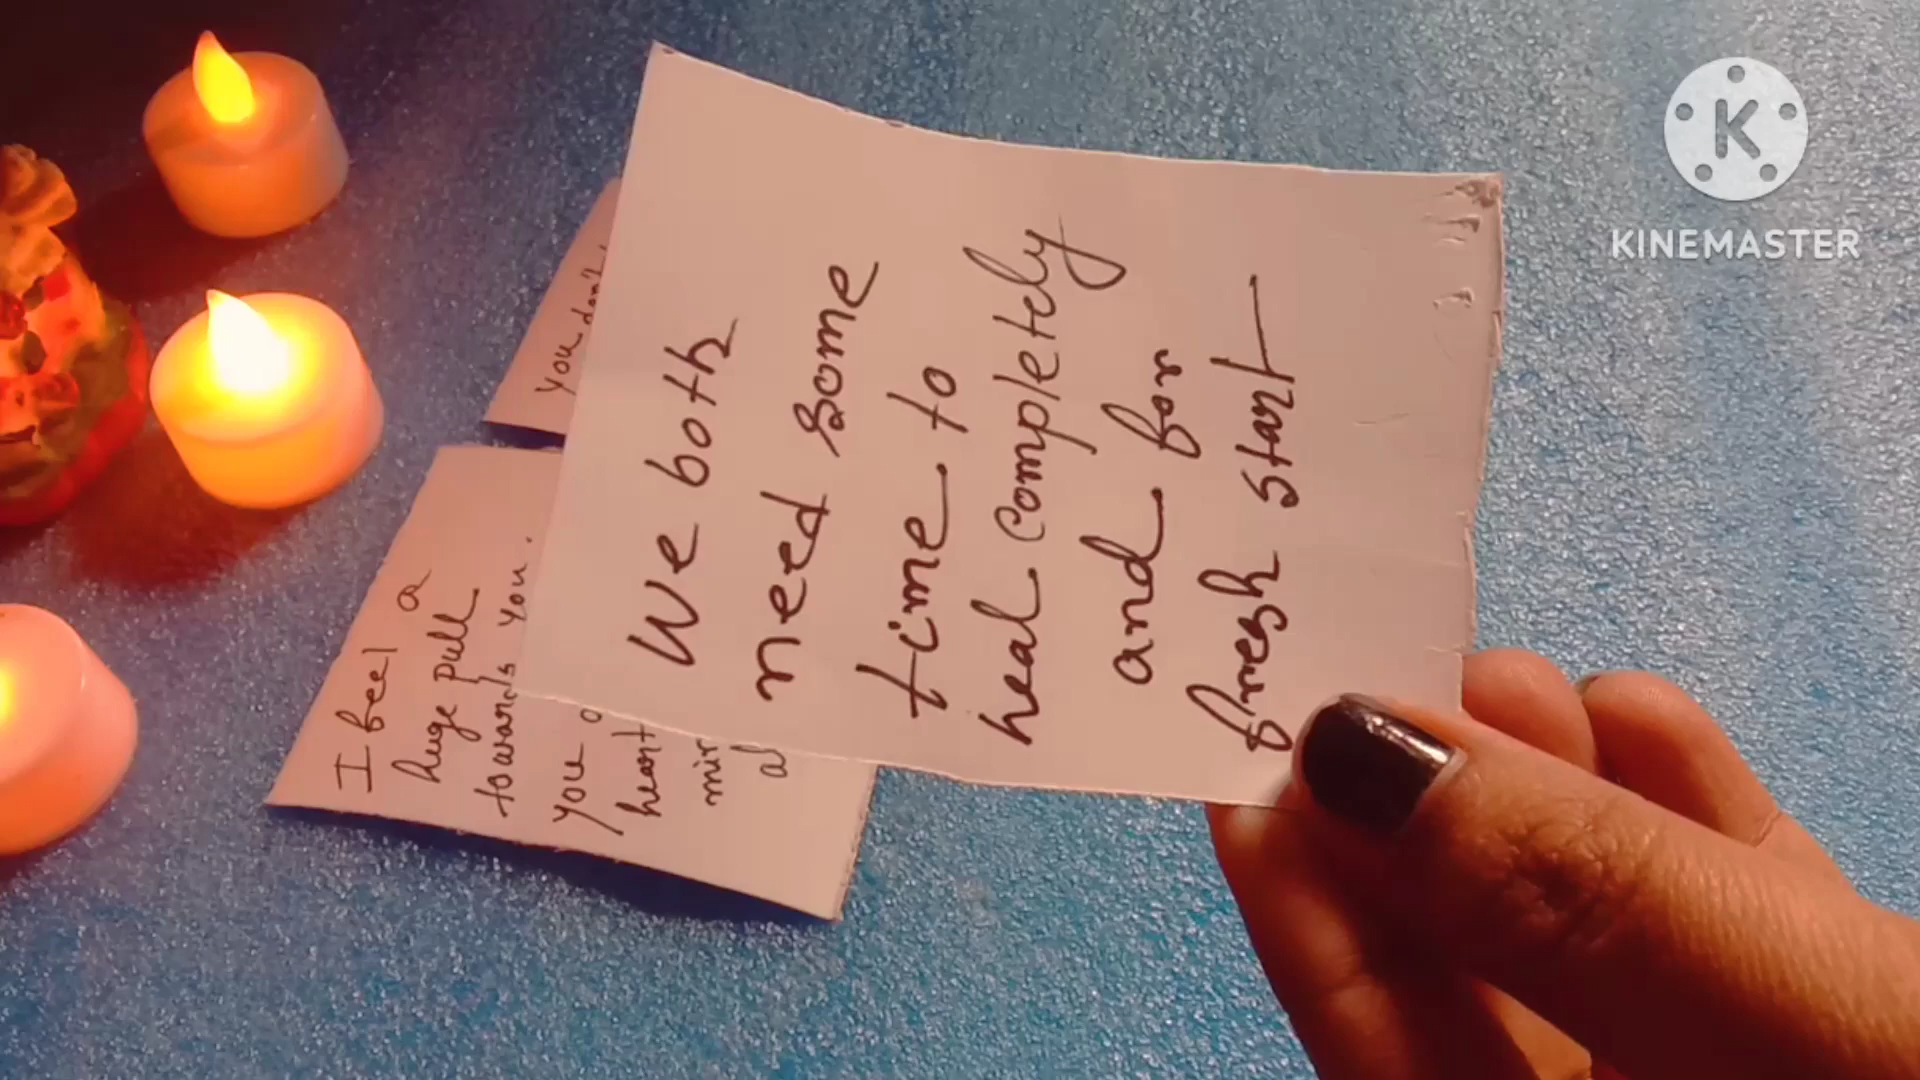 We both
need some
time to
heal completely
and for
fresh start
I feel a
huge pull
towards you.
you
heart
you don't
KINEMASTER